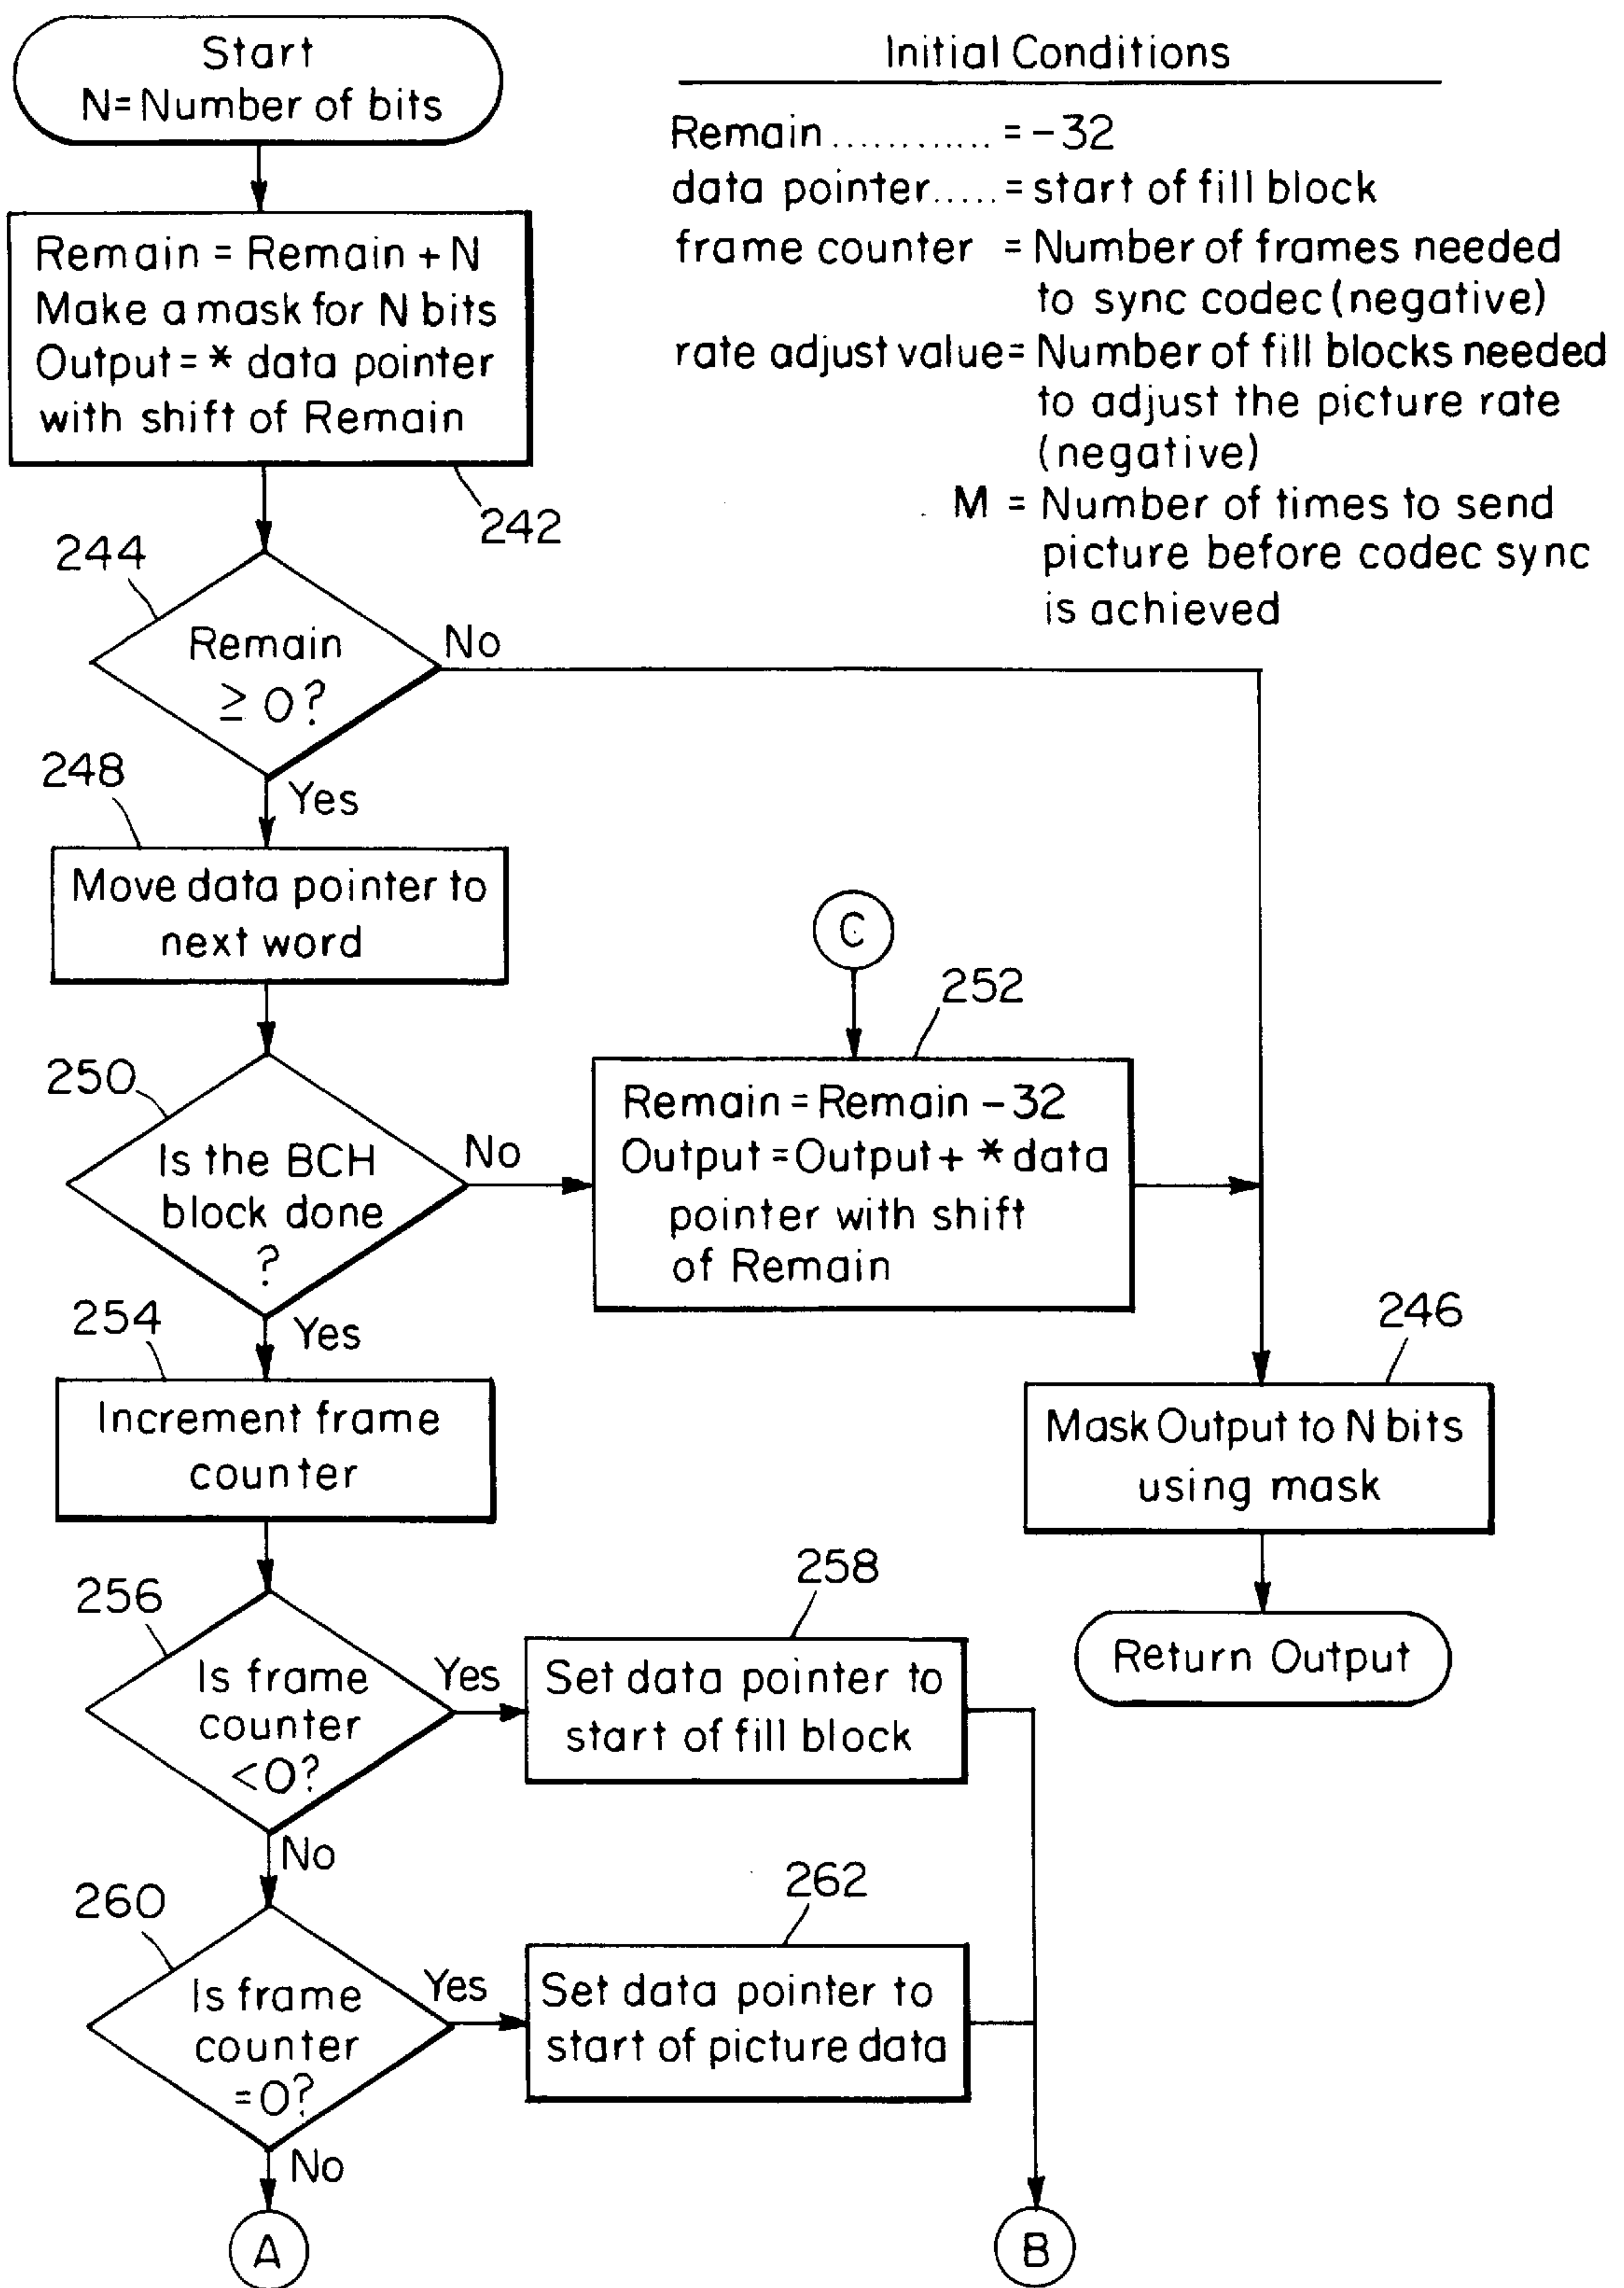 Start
N=Number of bits
Initial Conditions
Remain ............ = -32
data pointer..... = start of fill block
frame counter = Number of frames needed
to sync codec (negative)
rate adjust value = Number of fill blocks needed
to adjust the picture rate
(negative)
M = Number of times to send
picture before codec sync
is achieved
Remain = Remain + N
Make a mask for N bits
Output = * data pointer
with shift of Remain
242
244
Remain
≥ 0?
No
Yes
248
Move data pointer to
next word
C
250
Is the BCH
block done
?
No
Yes
252
Remain = Remain - 32
Output = Output + * data
pointer with shift
of Remain
254
Increment frame
counter
246
Mask Output to N bits
using mask
Return Output
256
Is frame
counter
<0?
Yes
No
258
Set data pointer to
start of fill block
260
Is frame
counter
=0?
Yes
No
262
Set data pointer to
start of picture data
A
B